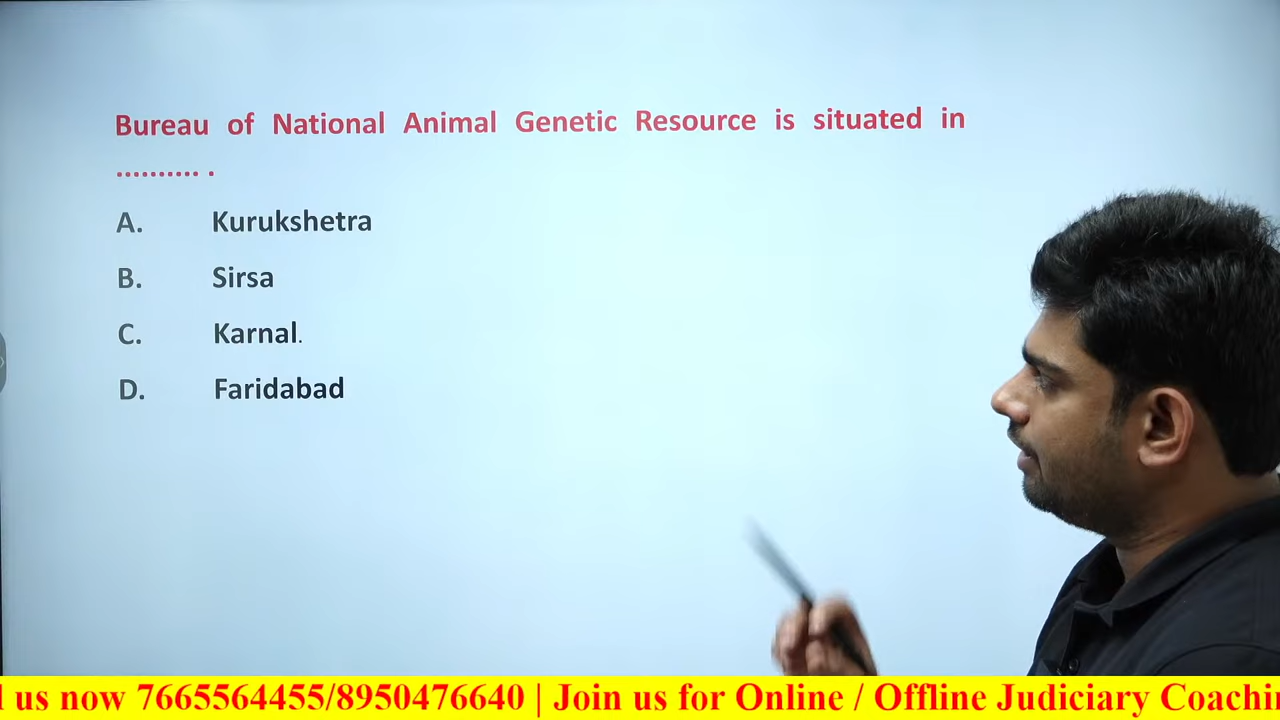 Bureau of National Animal Genetic Resource is situated in
.......... .
A. Kurukshetra
B. Sirsa
C. Karnal.
D. Faridabad
us now 7665564455/8950476640 | Join us for Online / Offline Judiciary